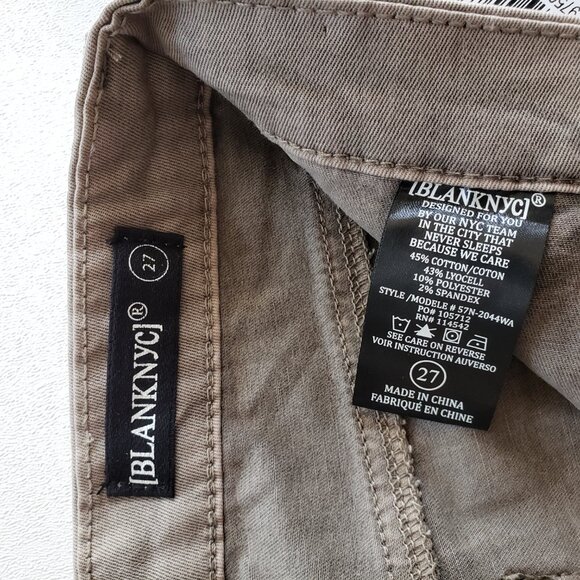 [BLANKNYC]®
27
[BLANKNYC]®
DESIGNED FOR YOU
BY OUR NYC TEAM
IN THE CITY THAT
NEVER SLEEPS
BECAUSE WE CARE
45% COTTON/COTON
43% LYOCELL
10% POLYESTER
2% SPANDEX
STYLE /MODELE # 57N-2044WA
PO# 105712
RN# 114542
SEE CARE ON REVERSE
VOIR INSTRUCTION AUVERSO
27
MADE IN CHINA
FABRIQUÉ EN CHINE